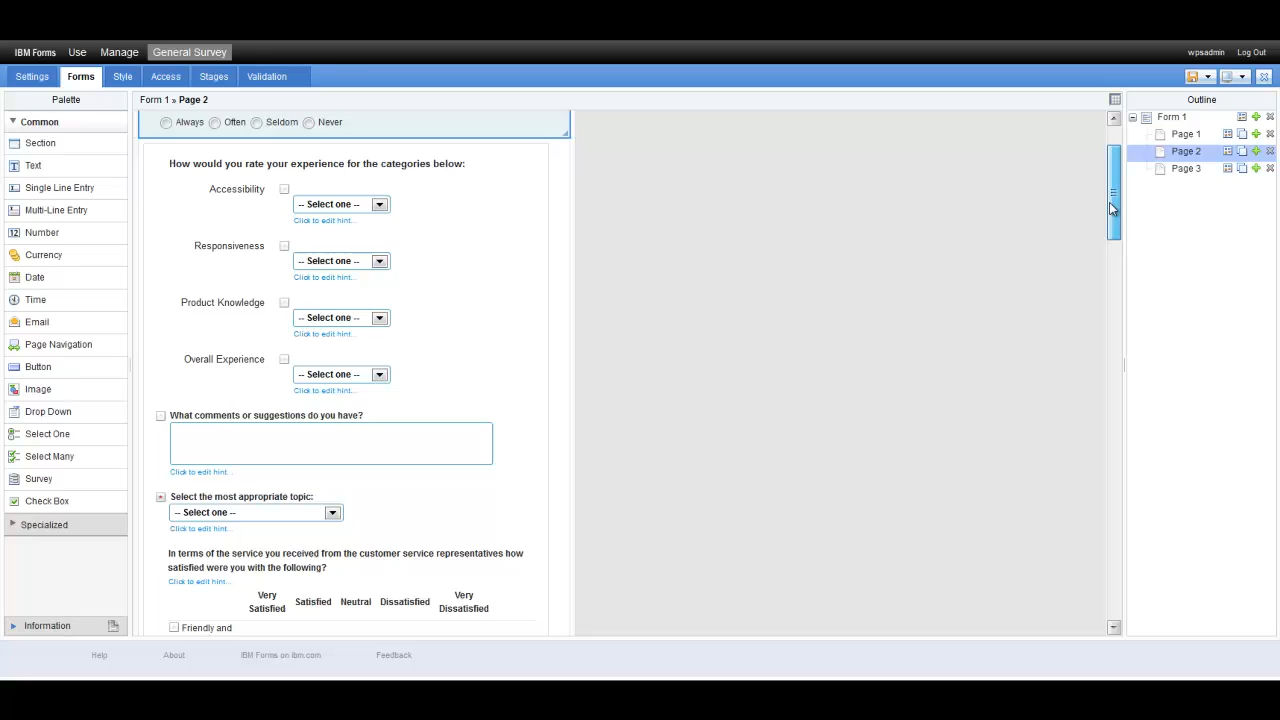 IBM Forms Use Manage General Survey wpsadmin Log Out
Settings Forms Style Access Stages Validation
Palette
Common
Section
Text
Single Line Entry
Multi-Line Entry
Number
Currency
Date
Time
Email
Page Navigation
Button
Image
Drop Down
Select One
Select Many
Survey
Check Box
Specialized
Information
Form 1 » Page 2
Always Often Seldom Never
How would you rate your experience for the categories below:
Accessibility
-- Select one --
Click to edit hint...
Responsiveness
-- Select one --
Click to edit hint...
Product Knowledge
-- Select one --
Click to edit hint...
Overall Experience
-- Select one --
Click to edit hint...
What comments or suggestions do you have?
Click to edit hint...
Select the most appropriate topic:
-- Select one --
Click to edit hint...
In terms of the service you received from the customer service representatives how
satisfied were you with the following?
Click to edit hint...
Very Satisfied Satisfied Neutral Dissatisfied Very Dissatisfied
Friendly and
Outline
Form 1
Page 1
Page 2
Page 3
Help About IBM Forms on ibm.com Feedback